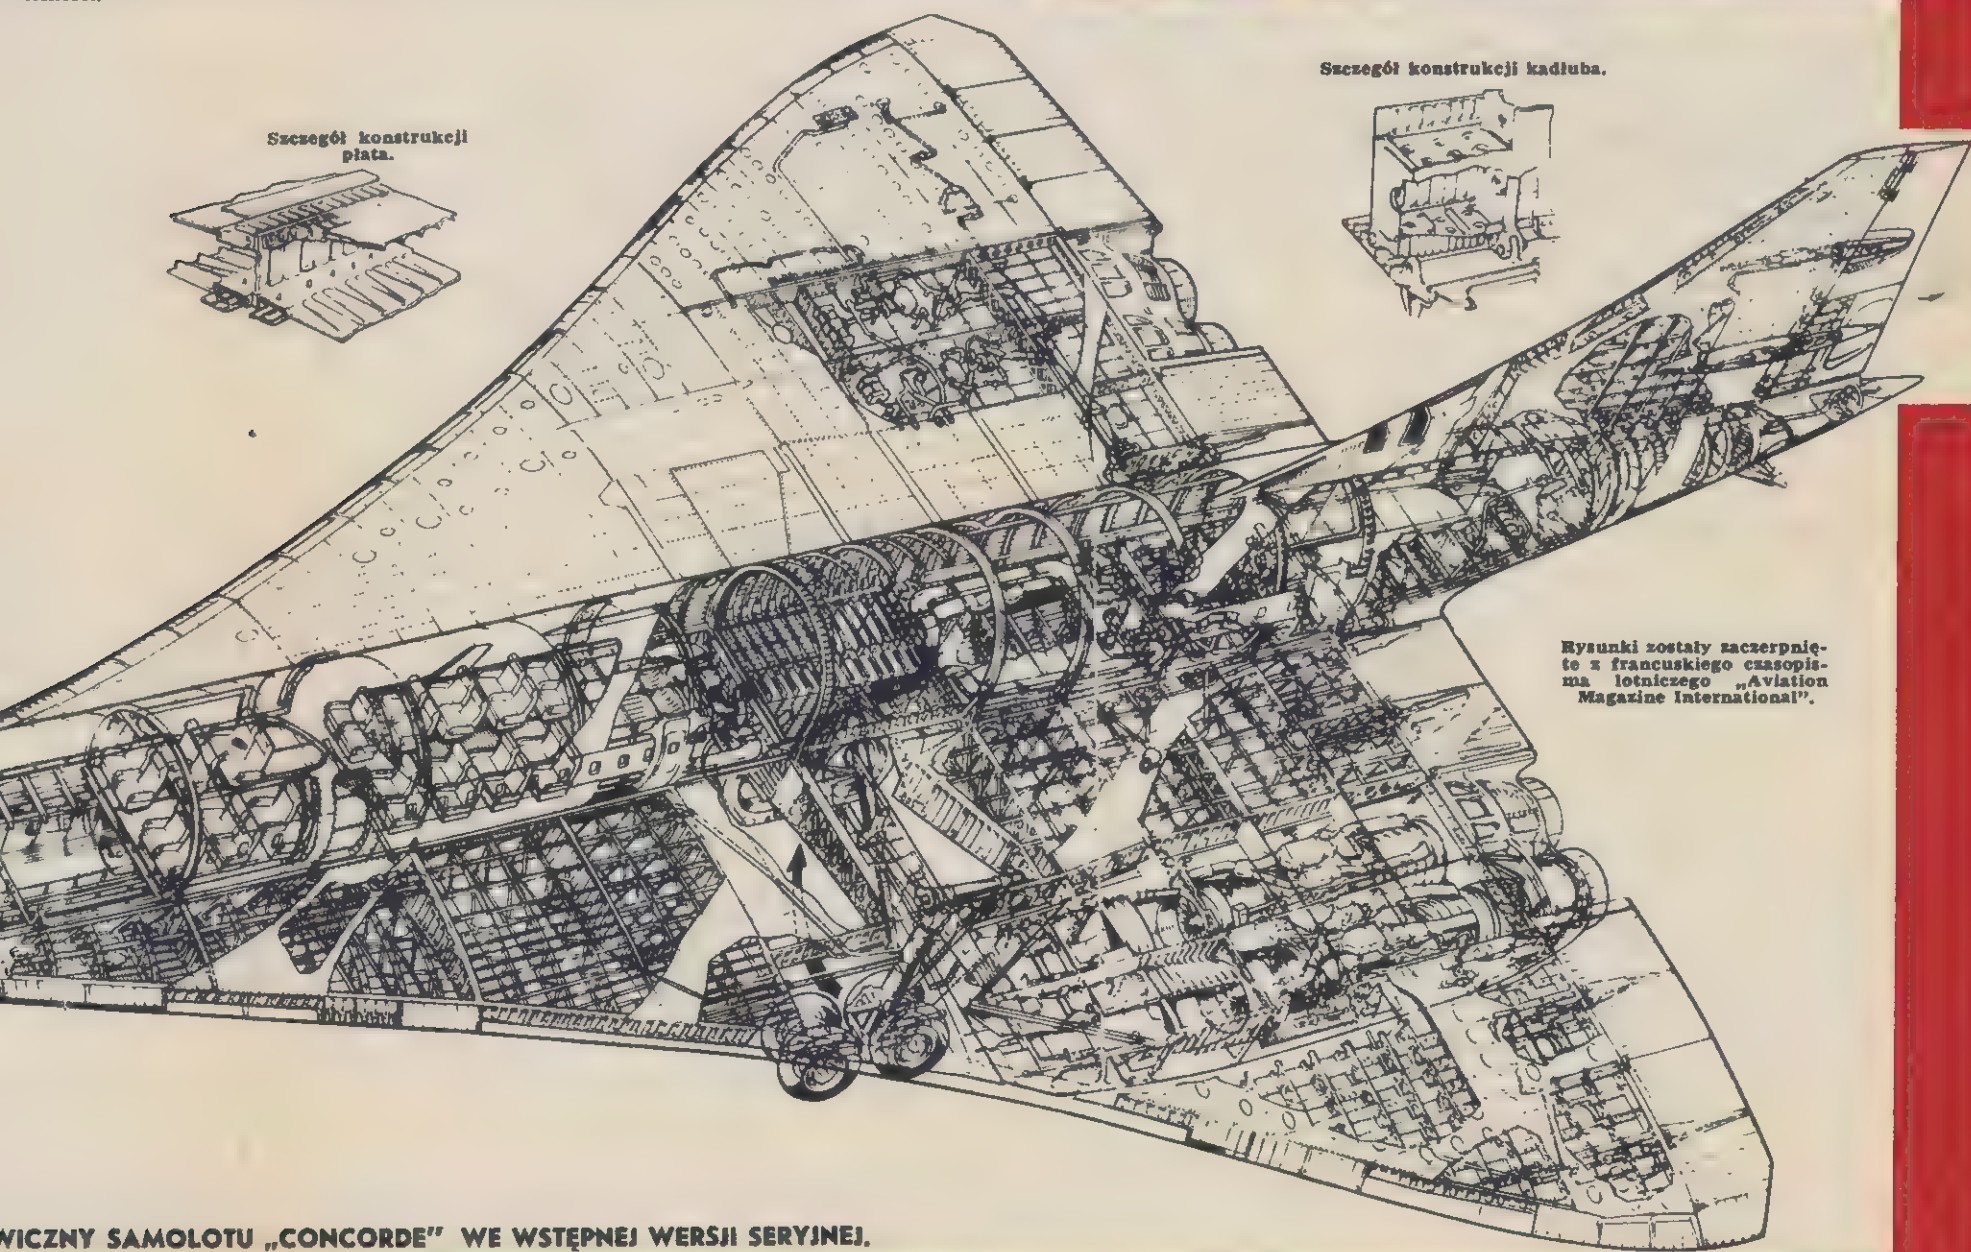 Szczegół konstrukcji kadłuba.
Szczegół konstrukcji
płata.
Rysunki zostały zaczerpnię-
te z francuskiego czasopis-
ma lotniczego „Aviation
Magazine International”.
WICZNY SAMOLOTU „CONCORDE” WE WSTĘPNEJ WERSJI SERYJNEJ.